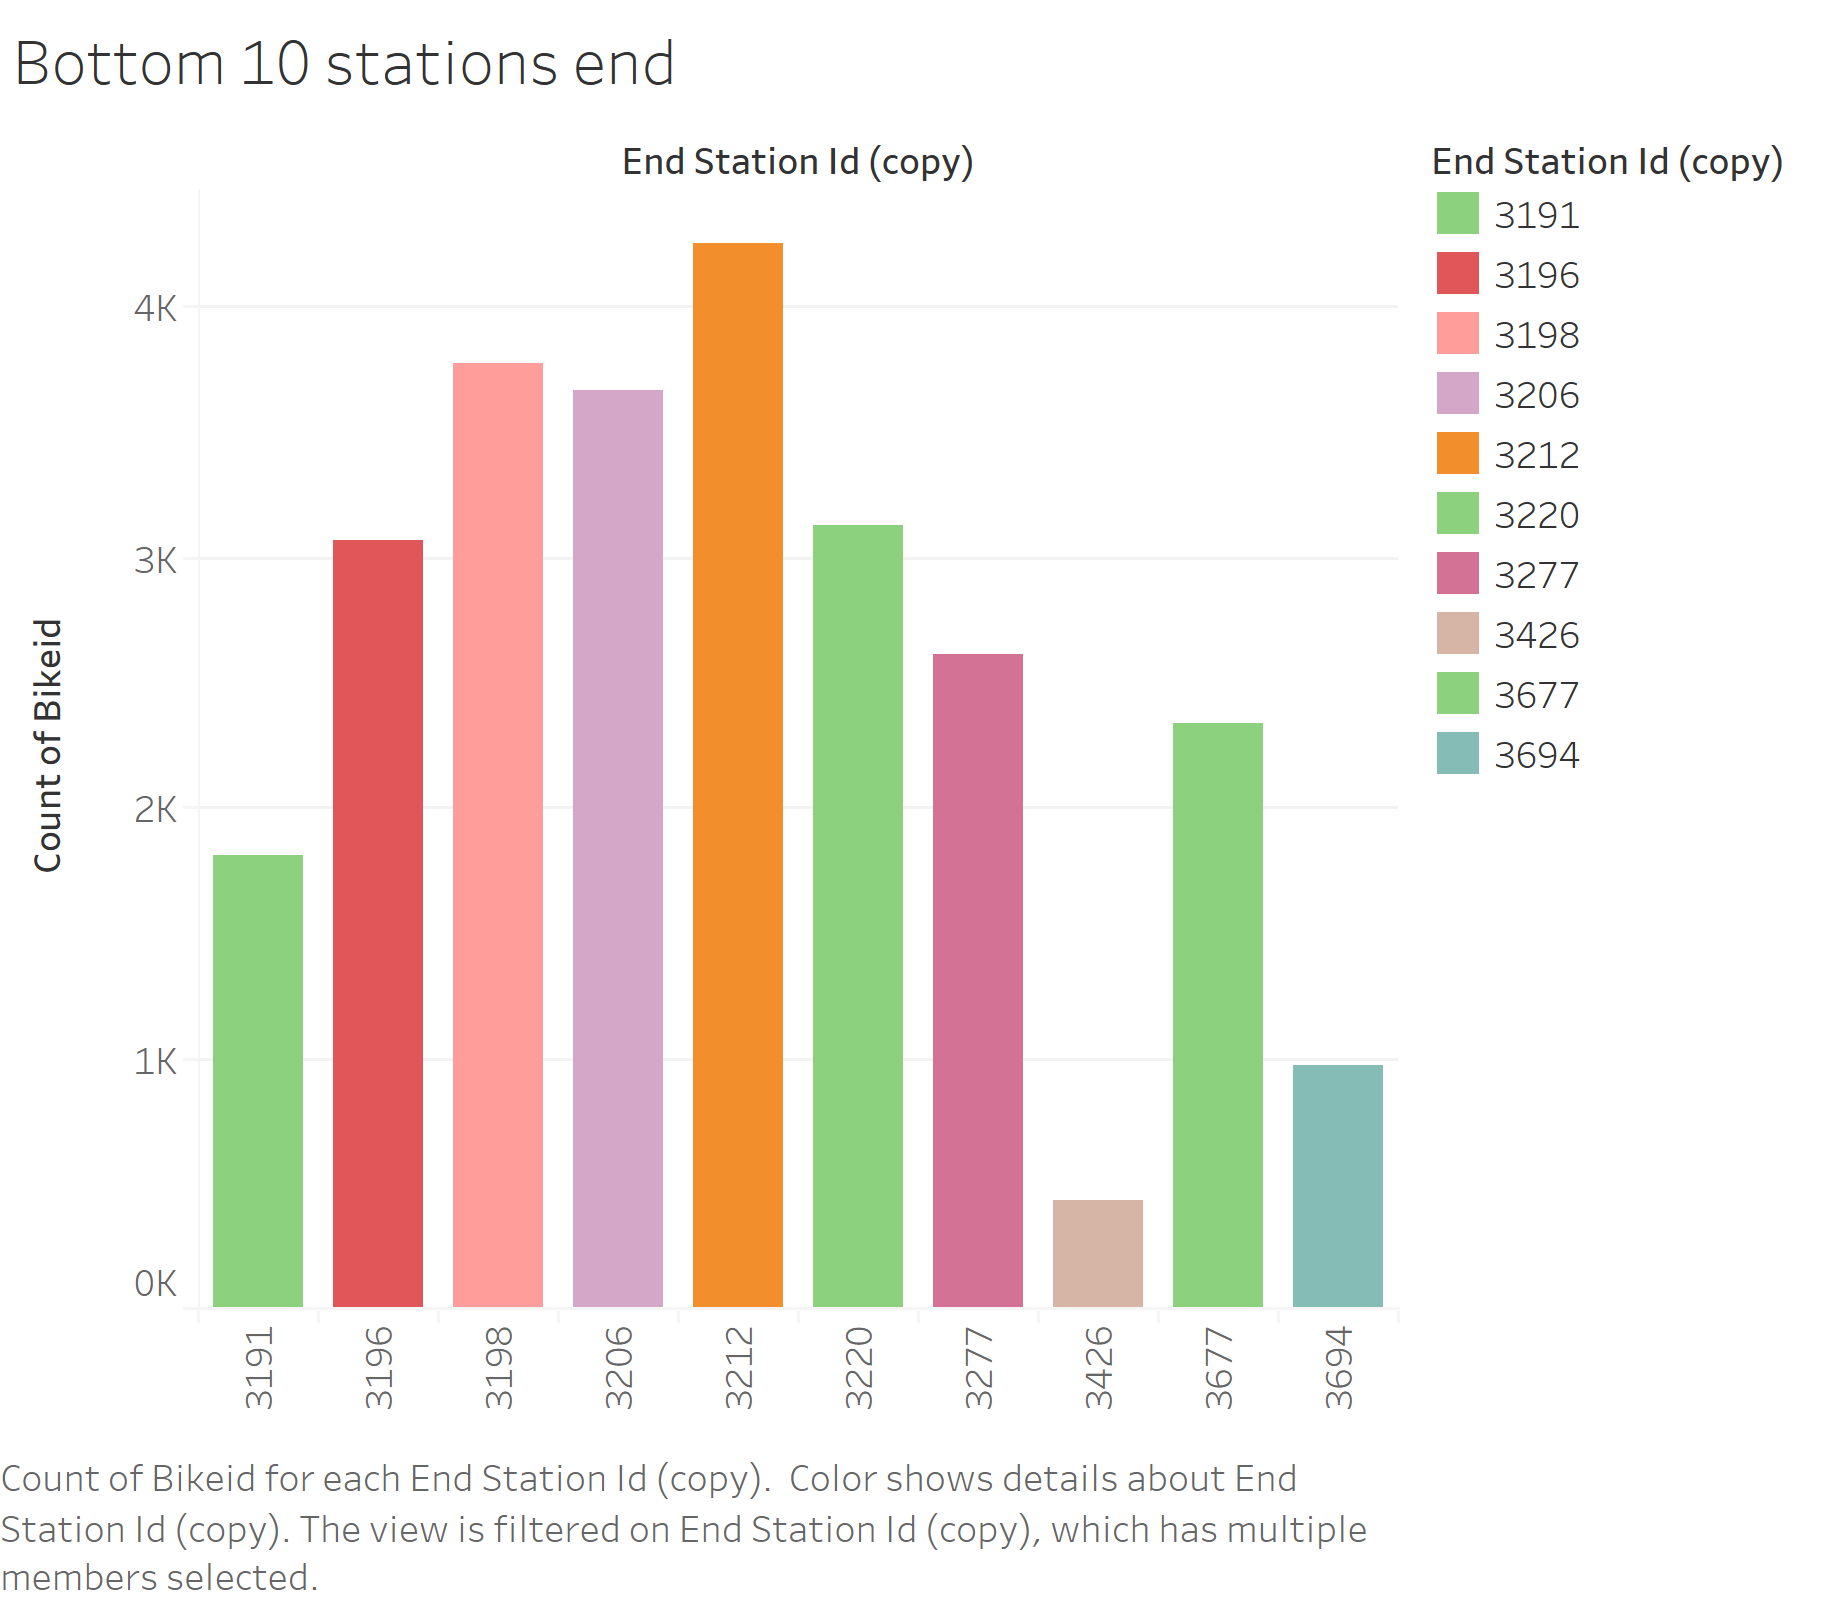 Bottom 10 stations end
End Station Id (copy)
End Station Id (copy)
3191
3196
3198
3206
3212
3220
3277
3426
3677
3694
4K
3K
2K
1K
0K
Count of Bikeid
3191
3196
3198
3206
3212
3220
3277
3426
3677
3694
Count of Bikeid for each End Station Id (copy).  Color shows details about End
Station Id (copy). The view is filtered on End Station Id (copy), which has multiple
members selected.